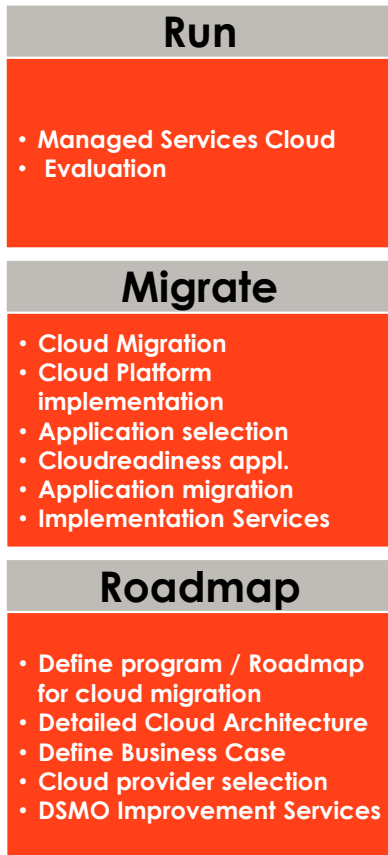 Run
• Managed Services Cloud
• Evaluation
Migrate
• Cloud Migration
• Cloud Platform
implementation
• Application selection
• Cloudreadiness appl.
• Application migration
• Implementation Services
Roadmap
• Define program / Roadmap
for cloud migration
• Detailed Cloud Architecture
• Define Business Case
• Cloud provider selection
• DSMO Improvement Services